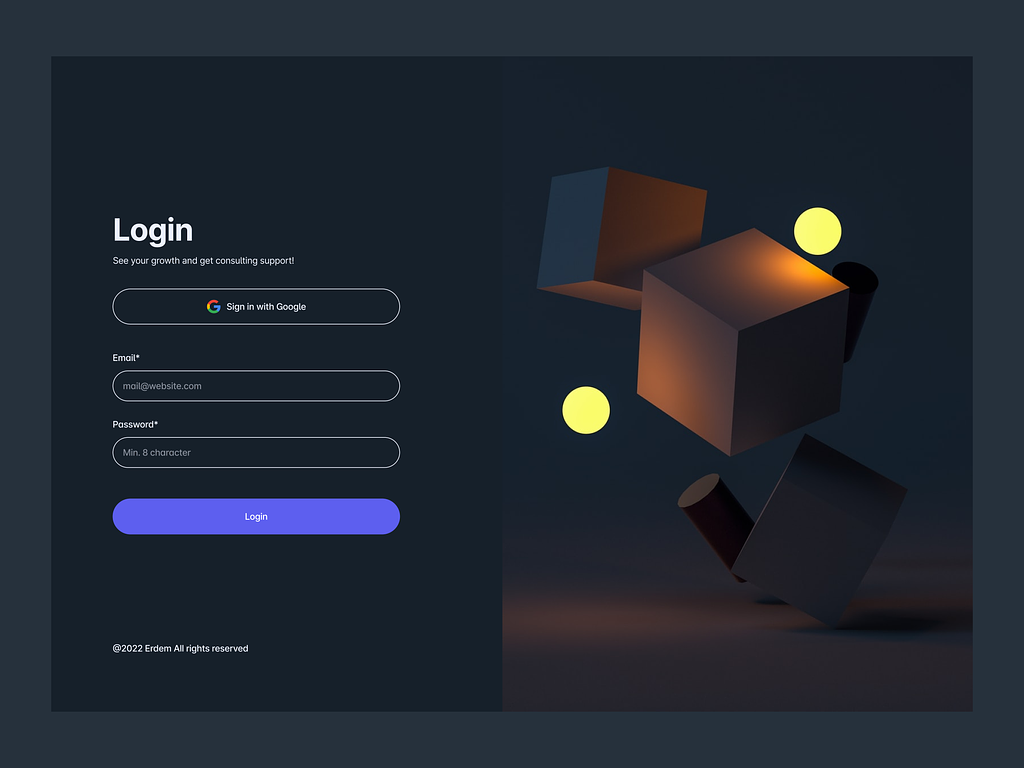 Login
See your growth and get consulting support!
Sign in with Google
Email*
mail@website.com
Password*
Min. 8 character
Login
@2022 Erdem All rights reserved